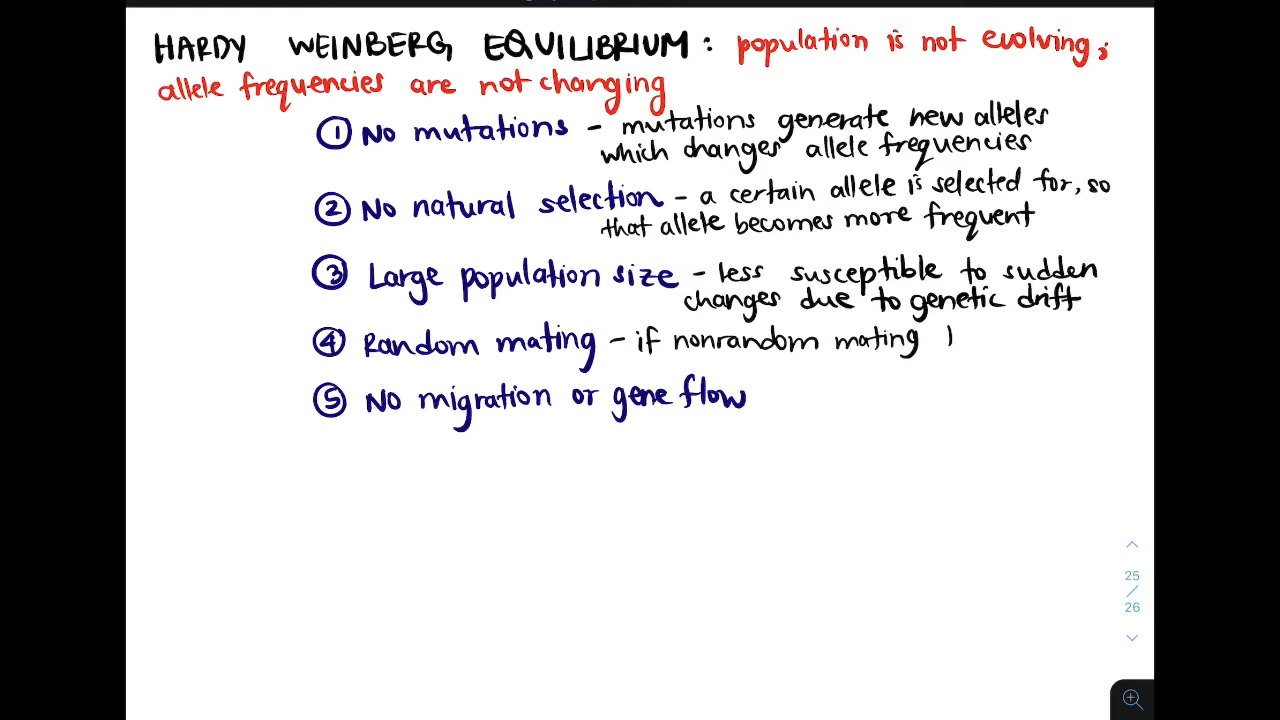 HARDY WEINBERG EQUILIBRIUM: population is not evolving;
allele frequencies are not changing
① No mutations - mutations generate new alleles
which changes allele frequencies
② No natural selection - a certain allele is selected for, so
that allele becomes more frequent
③ Large population size - less susceptible to sudden
changes due to genetic drift
④ Random mating - if nonrandom mating
⑤ No migration or gene flow
25
/
26